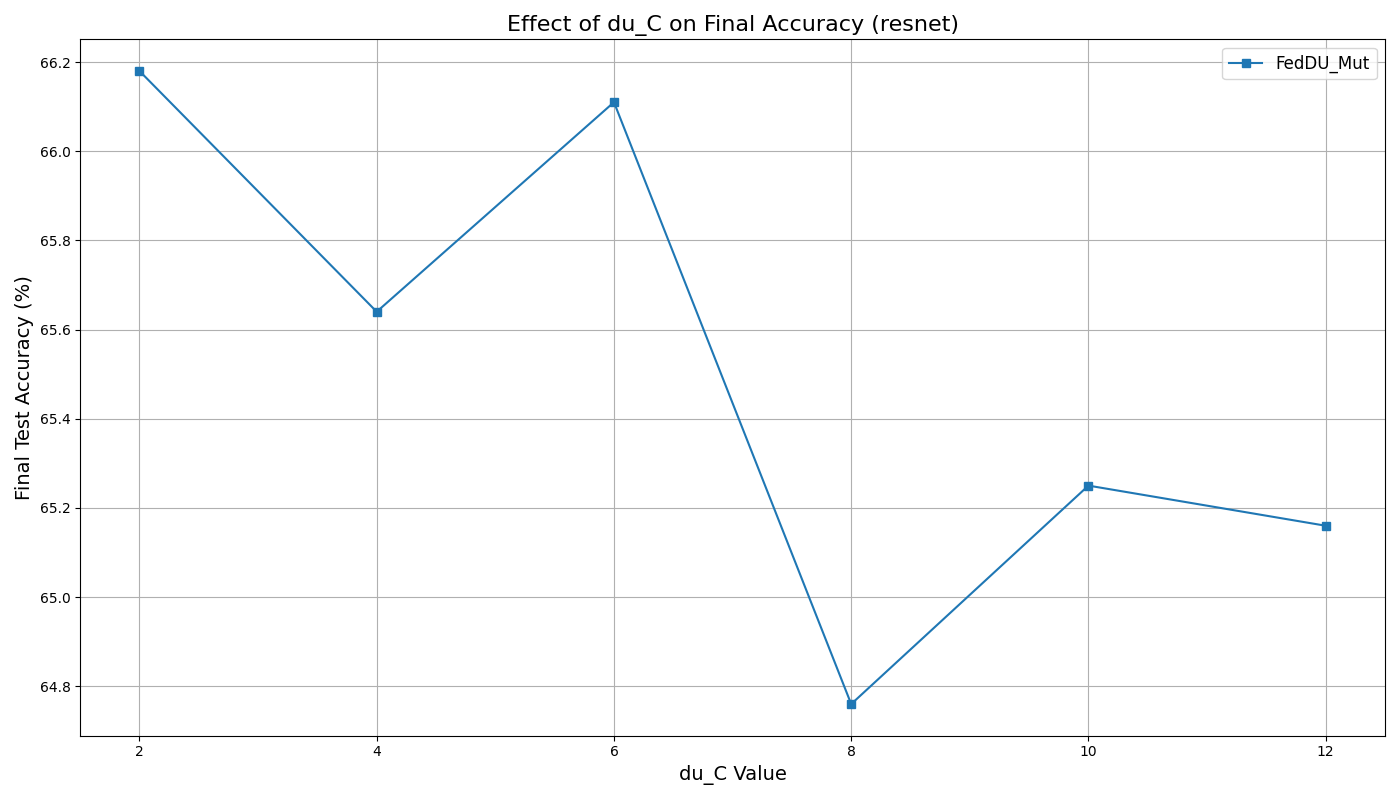 Effect of du_C on Final Accuracy (resnet)
FedDU_Mut
Final Test Accuracy (%)
66.2
66.0
65.8
65.6
65.4
65.2
65.0
64.8
2 4 6 8 10 12
du_C Value